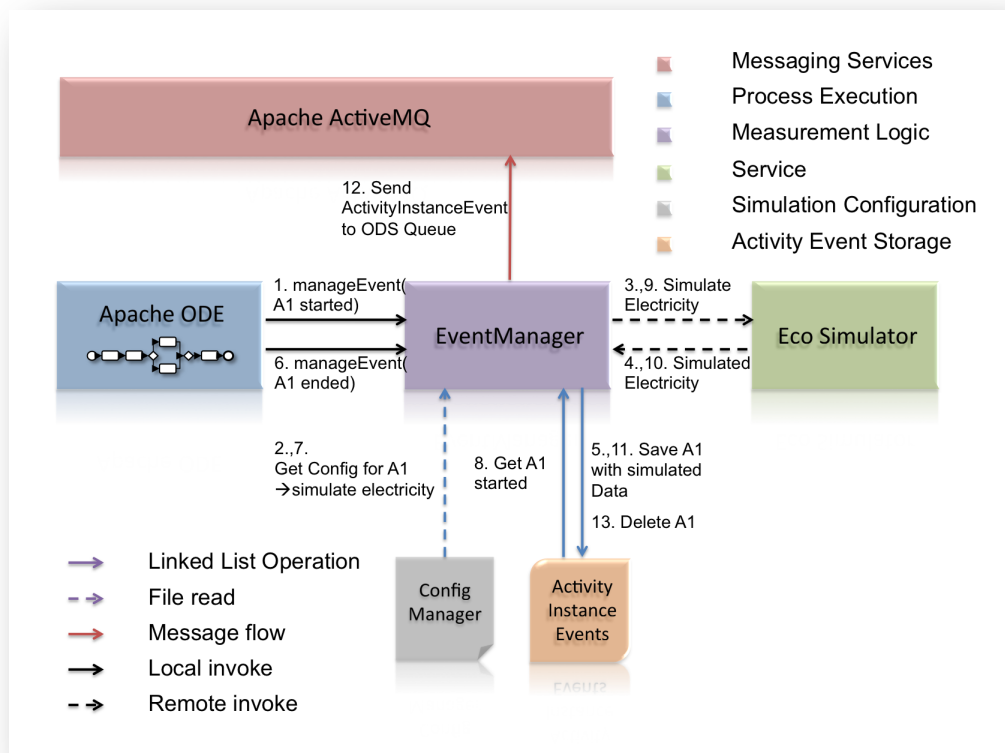 Messaging Services
Process Execution
Measurement Logic
Service
Simulation Configuration
Activity Event Storage
Apache ActiveMQ
12. Send
ActivityInstanceEvent
to ODS Queue
Apache ODE
1. manageEvent(
A1 started)
6. manageEvent(
A1 ended)
EventManager
3.,9. Simulate
Electricity
4.,10. Simulated
Electricity
Eco Simulator
2.,7.
Get Config for A1
→simulate electricity
8. Get A1
started
5.,11. Save A1
with simulated
Data
13. Delete A1
Config
Manager
Activity
Instance
Events
Linked List Operation
File read
Message flow
Local invoke
Remote invoke